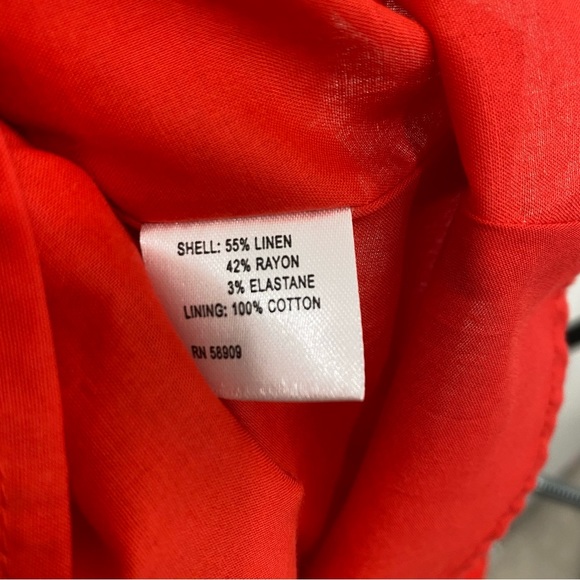 SHELL: 55% LINEN
42% RAYON
3% ELASTANE
LINING: 100% COTTON
RN 58909